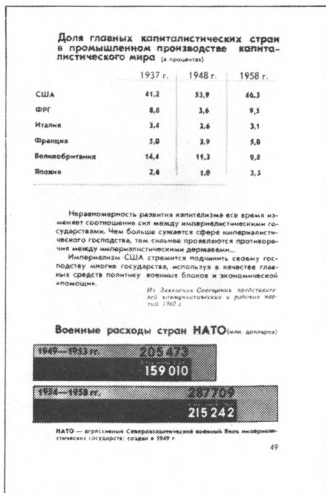 Доля главных капиталистических стран
в промышленном производстве капита-
листического мира (в процентах)
1937 г. 1948 г. 1958 г.
США 41,2 53,9 46,3
ФРГ 8,8 3,6 9,5
Италия 3,4 2,6 3,1
Франция 5,0 3,9 5,0
Великобритания 14,4 11,3 9,8
Япония 2,6 1,0 3,5
Неравномерность развития капитализма все время из-
меняет соотношение сил между империалистическими го-
сударствами. Чем больше сужается сфера империалисти-
ческого господства, тем сильнее проявляются противоре-
чия между империалистическими державами...
Империализм США стремится подчинить своему гос-
подству многие государства, используя в качестве глав-
ных средств политику военных блоков и экономической
«помощи».
Из Заявления Совещания представите-
лей коммунистических и рабочих пар-
тий. 1960 г.
Военные расходы стран НАТО (млн. долларов)
1949—1953 гг. 205 473
159 010
1954—1958 гг. 287 709
215 242
НАТО — агрессивный Североатлантический военный блок империали-
стических государств; создан в 1949 г.
49